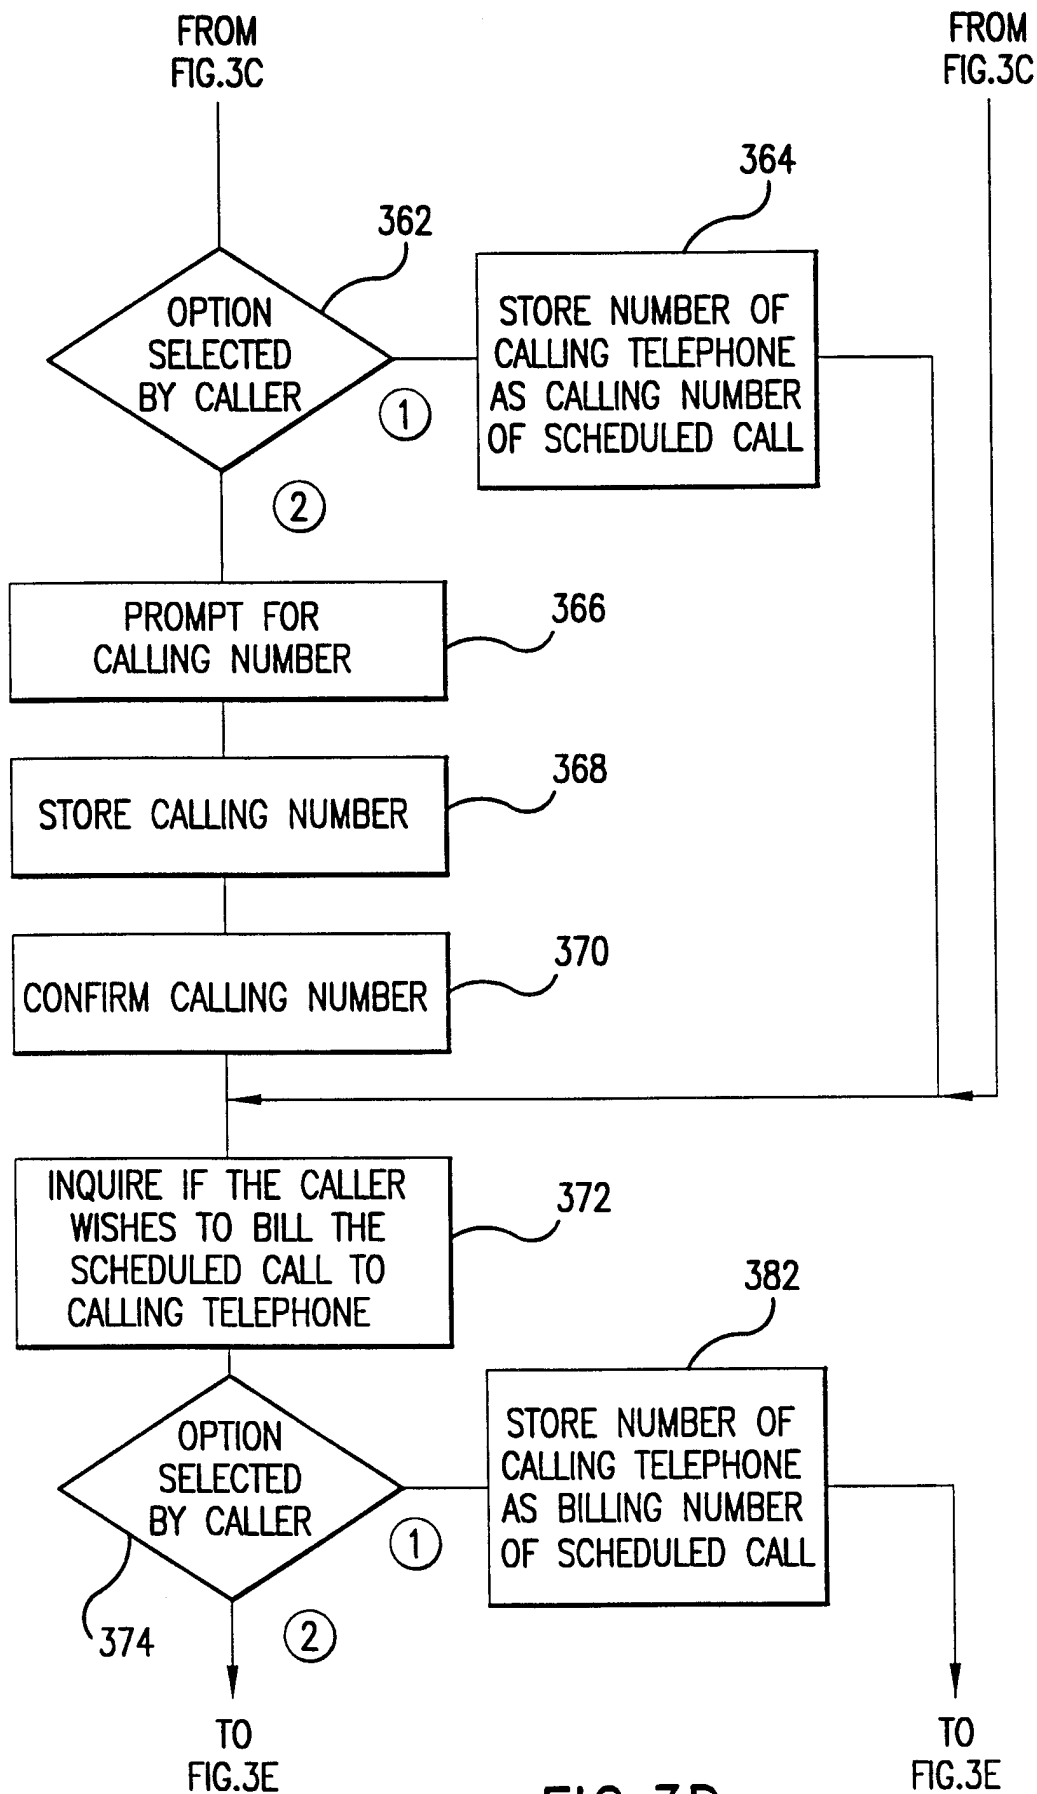 FROM
FIG.3C
FROM
FIG.3C
364
362
OPTION
SELECTED
BY CALLER
STORE NUMBER OF
CALLING TELEPHONE
AS CALLING NUMBER
OF SCHEDULED CALL
1
2
PROMPT FOR
CALLING NUMBER
366
STORE CALLING NUMBER
368
CONFIRM CALLING NUMBER
370
INQUIRE IF THE CALLER
WISHES TO BILL THE
SCHEDULED CALL TO
CALLING TELEPHONE
372
382
OPTION
SELECTED
BY CALLER
STORE NUMBER OF
CALLING TELEPHONE
AS BILLING NUMBER
OF SCHEDULED CALL
1
374
2
TO
FIG.3E
TO
FIG.3E
FIG.3D